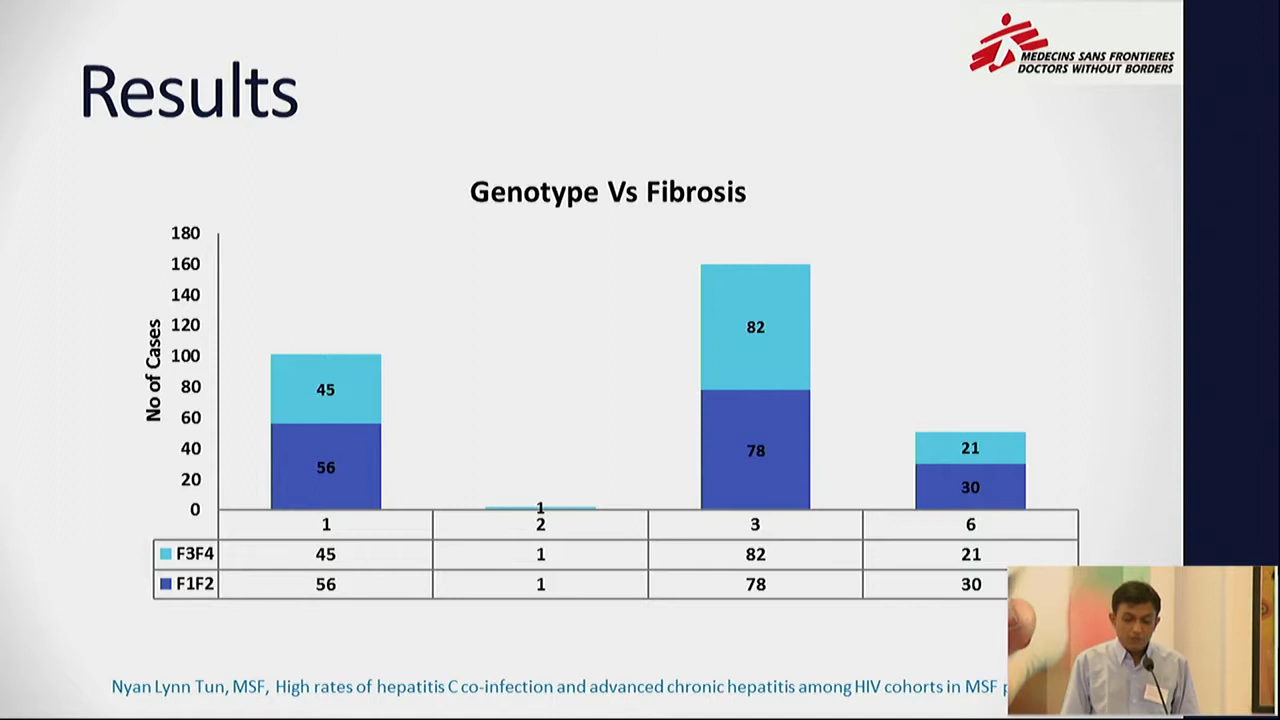 MEDECINS SANS FRONTIERES
DOCTORS WITHOUT BORDERS
Results
Genotype Vs Fibrosis
No of Cases
180
160
140
120
100
80
60
40
20
0
45
56
1
82
78
21
30
1 2 3 6
F3F4 45 1 82 21
F1F2 56 1 78 30
Nyan Lynn Tun, MSF, High rates of hepatitis C co-infection and advanced chronic hepatitis among HIV cohorts in MSF